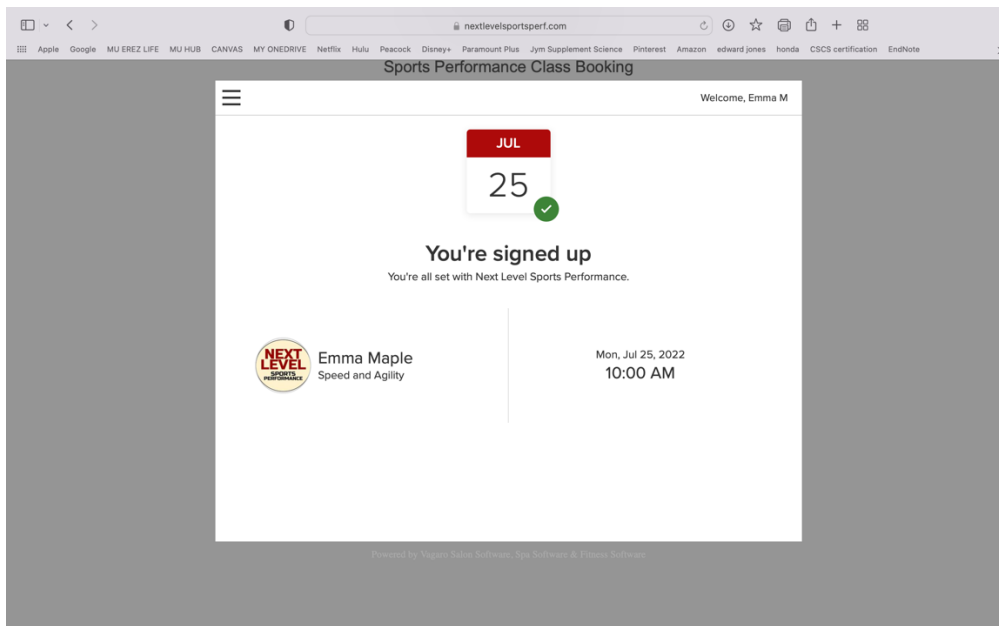 nextlevelsportsperf.com
Apple Google MU EREZ LIFE MU HUB CANVAS MY ONEDRIVE Netflix Hulu Peacock Disney+ Paramount Plus Jym Supplement Science Pinterest Amazon edward jones honda CSCS certification EndNote
Sports Performance Class Booking
Welcome, Emma M
JUL
25
You're signed up
You're all set with Next Level Sports Performance.
NEXT
LEVEL
SPORTS
PERFORMANCE
Emma Maple
Speed and Agility
Mon, Jul 25, 2022
10:00 AM
Powered by Vagaro Salon Software, Spa Software & Fitness Software